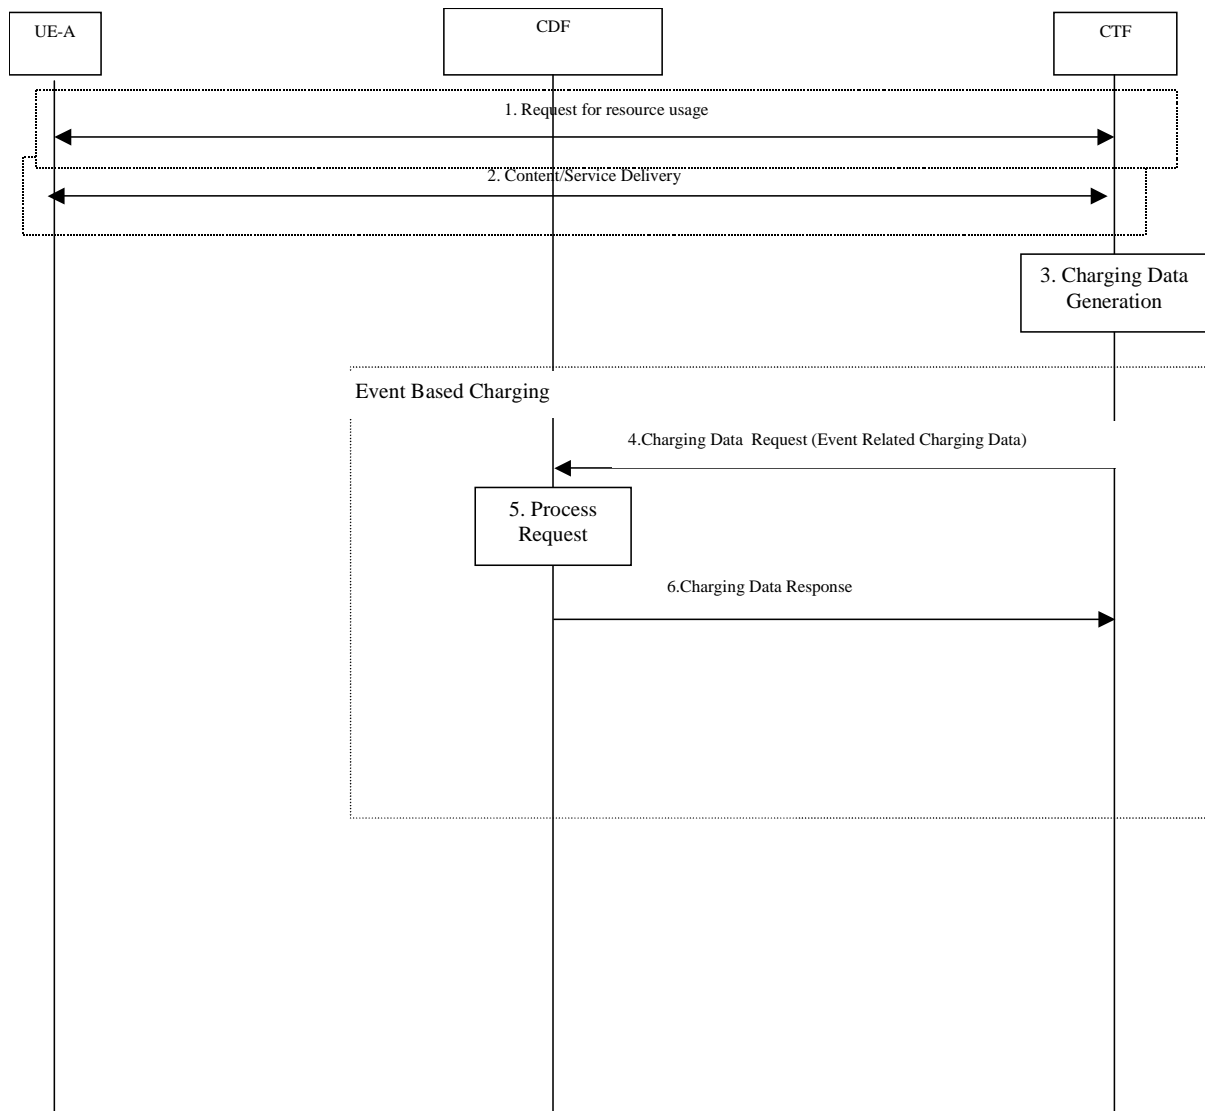 UE-A
CDF
CTF
1. Request for resource usage
2. Content/Service Delivery
3. Charging Data
Generation
Event Based Charging
4.Charging Data  Request (Event Related Charging Data)
5. Process
Request
6.Charging Data Response